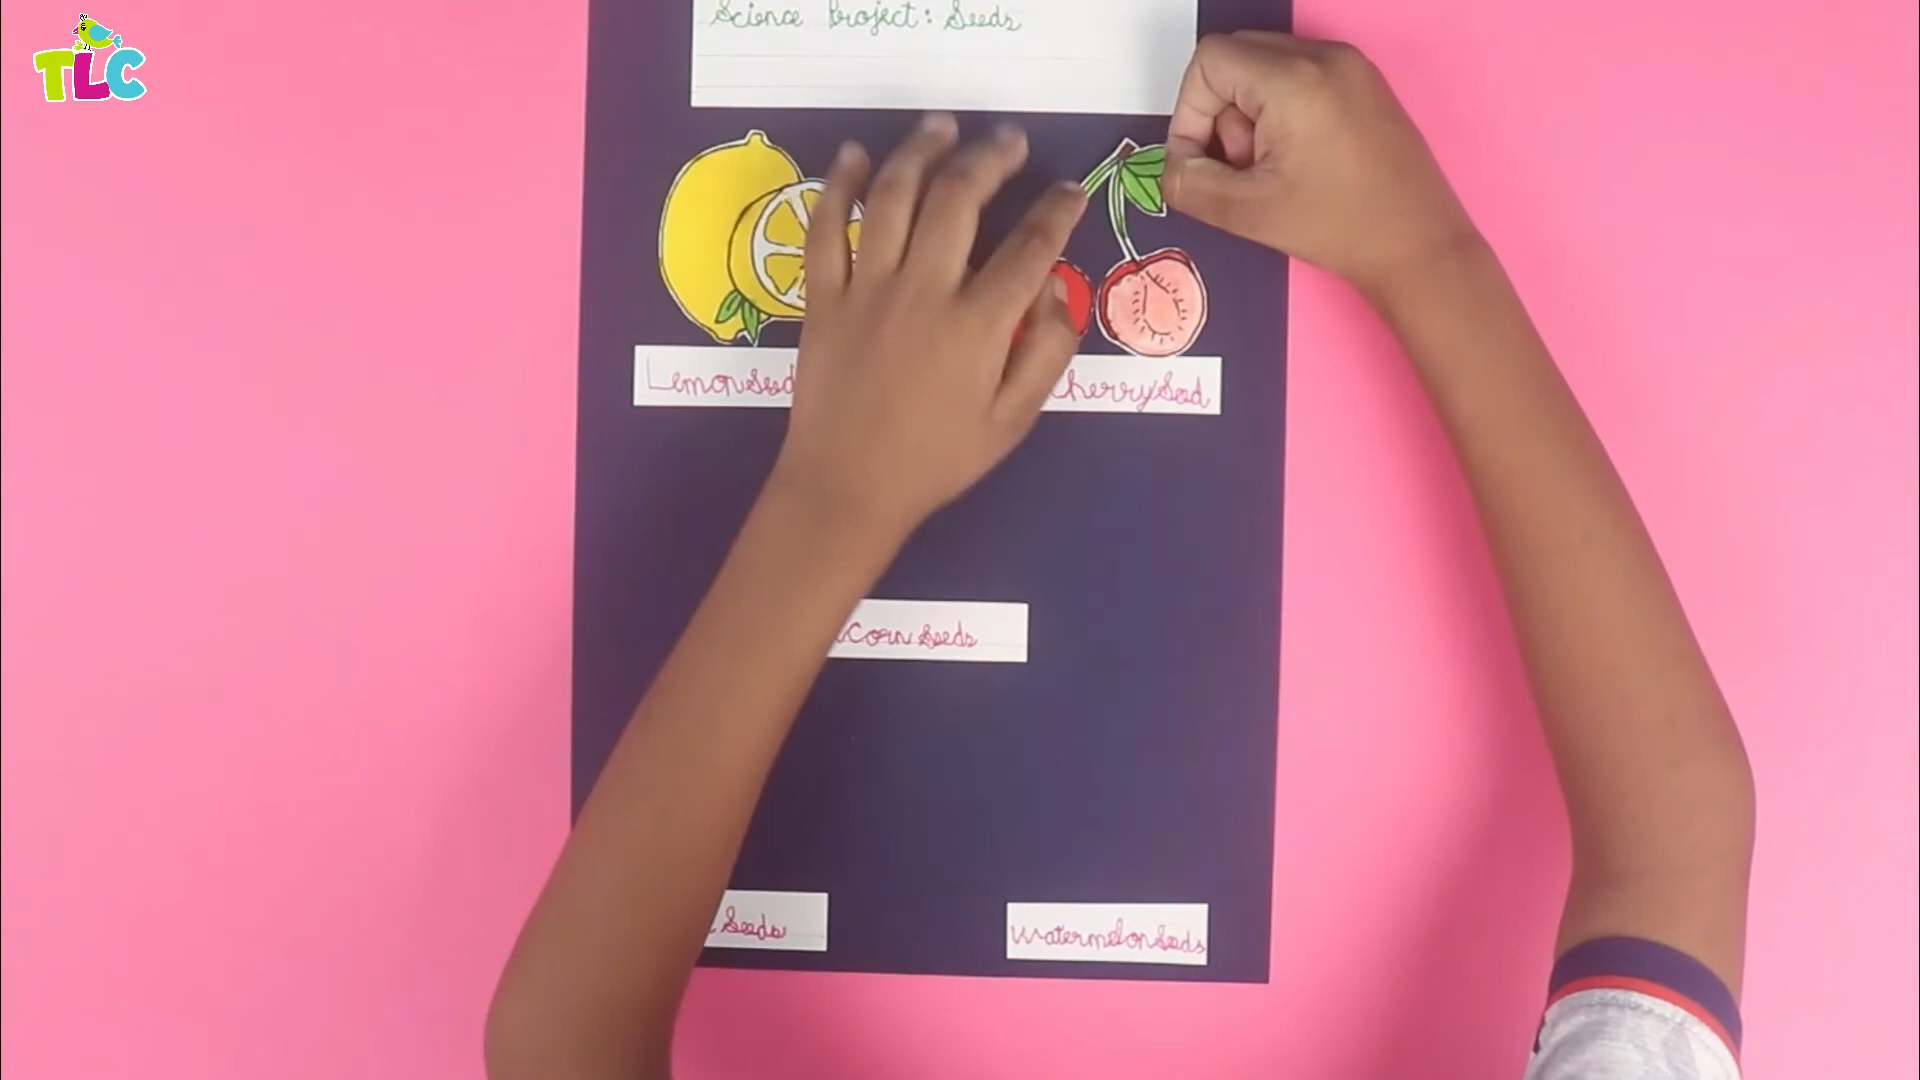 TLC
Science Project: Seeds
Lemon Seed
Cherry Seed
Corn Seeds
Seeds
Watermelon Seeds